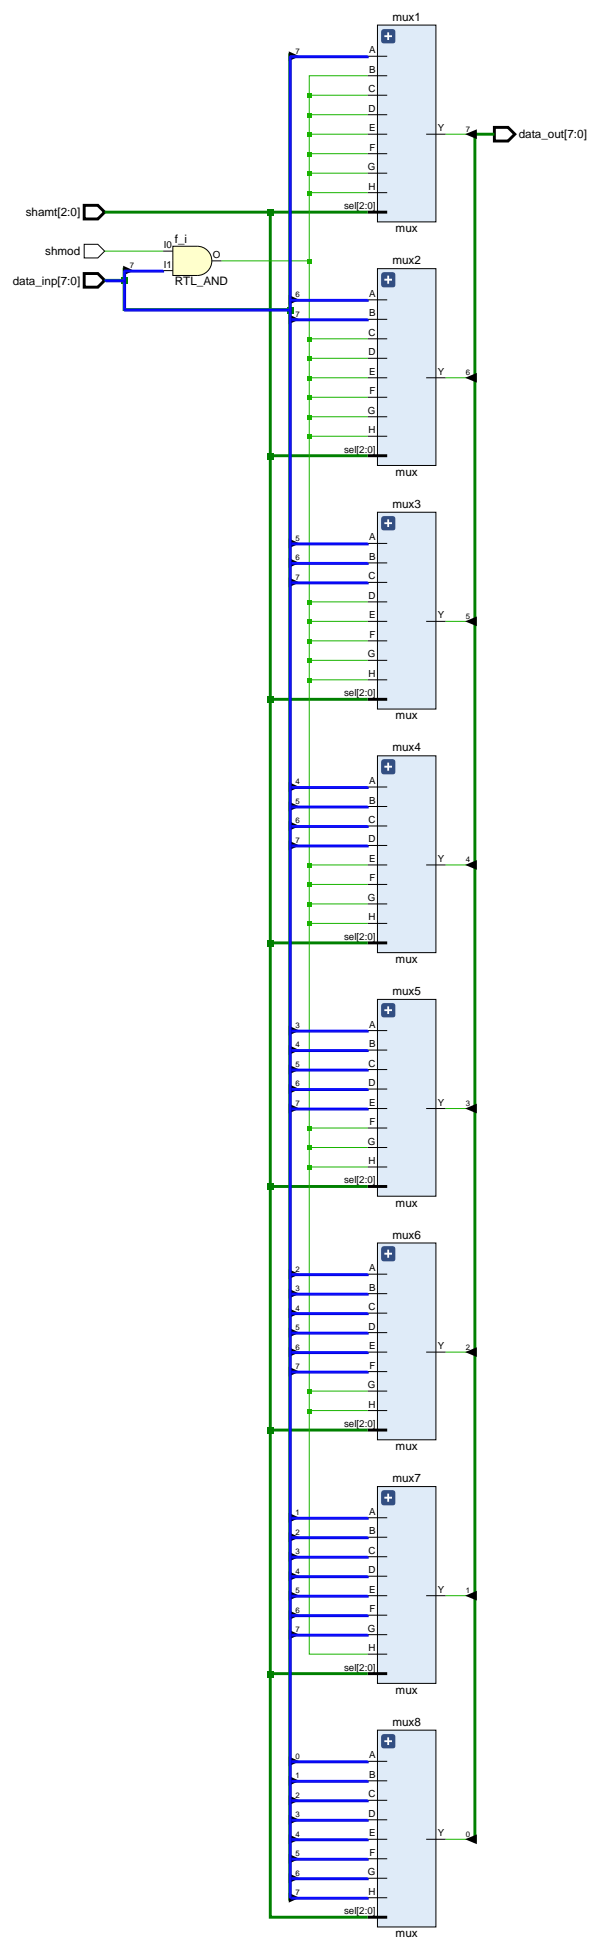 mux1
7 A
B
C
D
E Y 7 data_out[7:0]
F
G
H
shamt[2:0] sel[2:0]
mux
f_i
shmod I0 O
7 I1
data_inp[7:0] RTL_AND
mux2
6 A
7 B
C
D
E Y 6
F
G
H
sel[2:0]
mux
mux3
5 A
6 B
7 C
D
E Y 5
F
G
H
sel[2:0]
mux
mux4
4 A
5 B
6 C
7 D
E Y 4
F
G
H
sel[2:0]
mux
mux5
3 A
4 B
5 C
6 D
7 E Y 3
F
G
H
sel[2:0]
mux
mux6
2 A
3 B
4 C
5 D
6 E Y 2
7 F
G
H
sel[2:0]
mux
mux7
1 A
2 B
3 C
4 D
5 E Y 1
6 F
7 G
H
sel[2:0]
mux
mux8
0 A
1 B
2 C
3 D
4 E Y 0
5 F
6 G
7 H
sel[2:0]
mux